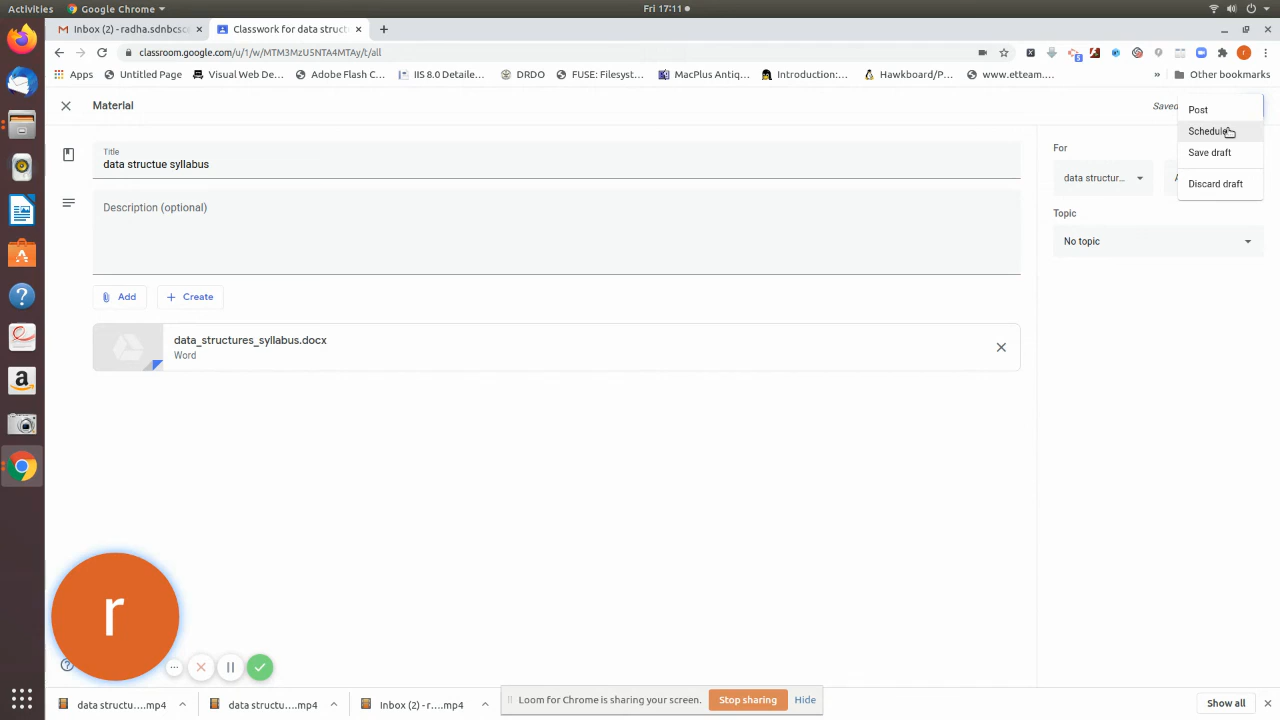 Activities
Google Chrome
Fri 17:11
Inbox (2) - radha.sdnbcsc
Classwork for data struct
classroom.google.com/u/1/w/MTM3MzU5NTA4MTAy/t/all
Apps
Untitled Page
Visual Web De...
Adobe Flash C...
IIS 8.0 Detaile...
DRDO
FUSE: Filesyst...
MacPlus Antiq...
Introduction:...
Hawkboard/P...
www.etteam....
»
Other bookmarks
Material
Saved
Post
Schedule
Save draft
Discard draft
Title
data structue syllabus
Description (optional)
For
data structur...
Topic
No topic
Add
Create
data_structures_syllabus.docx
Word
r
data structu....mp4
data structu....mp4
Inbox (2) - r....mp4
Loom for Chrome is sharing your screen.
Stop sharing
Hide
Show all